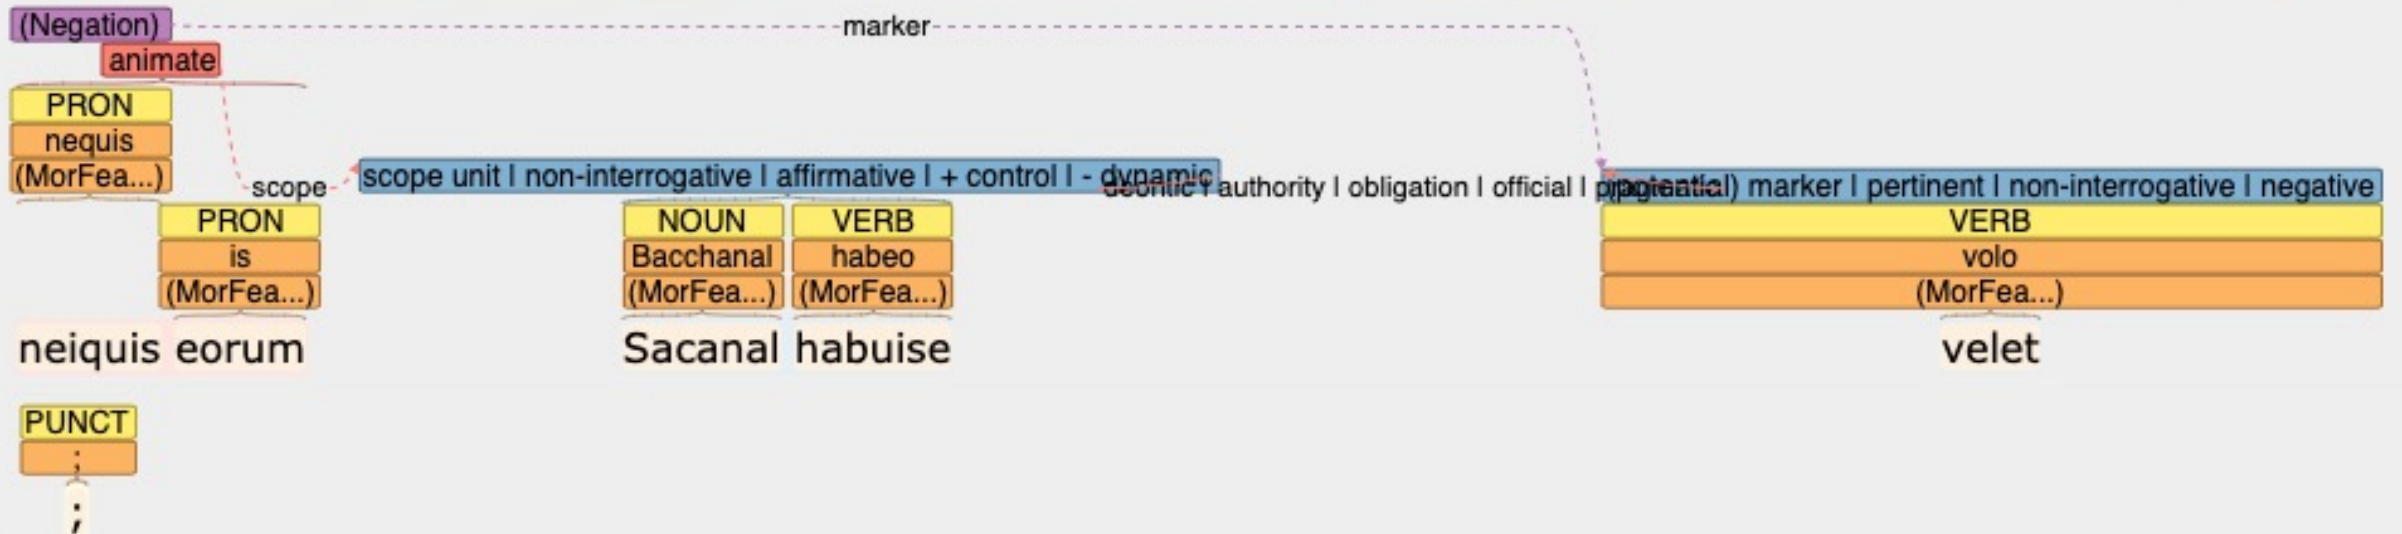 (Negation) marker
animate
PRON
nequis
(MorFea...) scope scope unit | non-interrogative | affirmative | + control | - dynamic deontic | authority | obligation | official | (potential) marker | pertinent | non-interrogative | negative
PRON NOUN VERB VERB
is Bacchanal habeo volo
(MorFea...) (MorFea...) (MorFea...) (MorFea...)
neiquis eorum Sacanal habuise velet
PUNCT
;
;